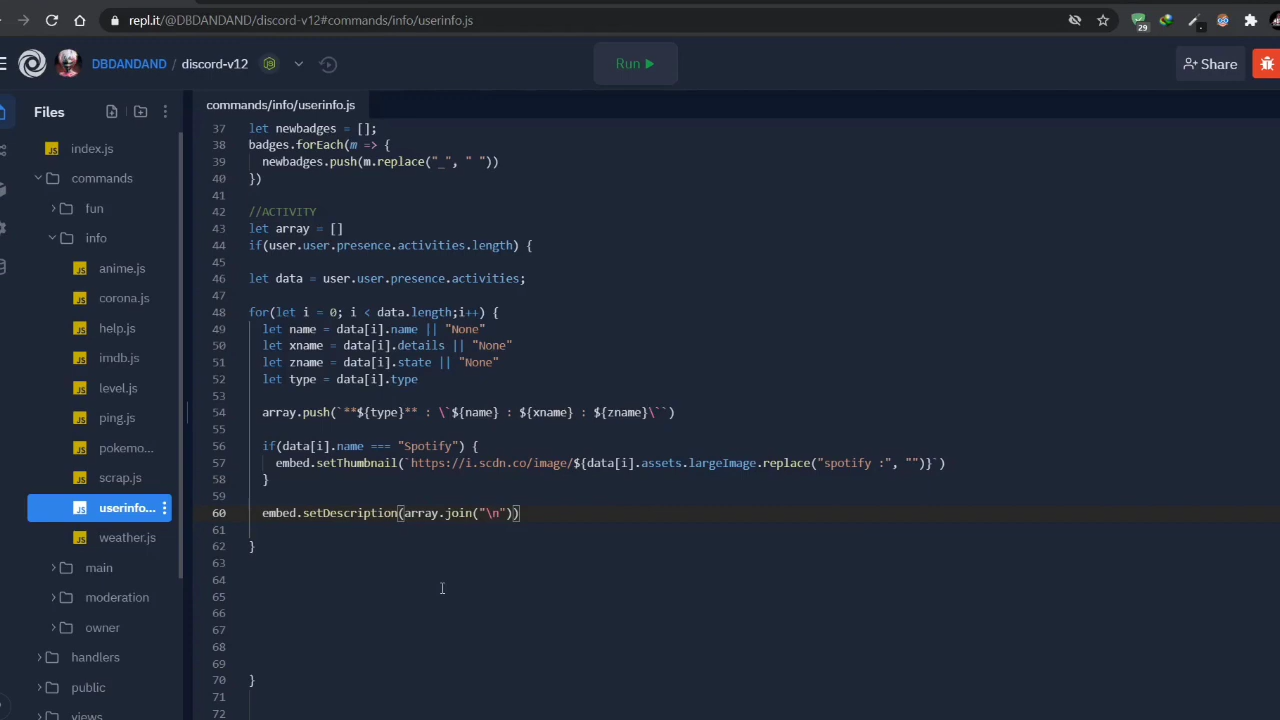 repl.it/@DBDANDAND/discord-v12#commands/info/userinfo.js
29
DBDANDAND / discord-v12
Run
Share
Files
commands/info/userinfo.js
index.js
commands
fun
info
anime.js
corona.js
help.js
imdb.js
level.js
ping.js
pokemo...
scrap.js
userinfo...
weather.js
main
moderation
owner
handlers
public
views
37 let newbadges = [];
38 badges.forEach(m => {
39 newbadges.push(m.replace("_", " "))
40 })
41
42 //ACTIVITY
43 let array = []
44 if(user.user.presence.activities.length) {
45
46 let data = user.user.presence.activities;
47
48 for(let i = 0; i < data.length;i++) {
49 let name = data[i].name || "None"
50 let xname = data[i].details || "None"
51 let zname = data[i].state || "None"
52 let type = data[i].type
53
54 array.push(`**${type}** : \`${name} : ${xname} : ${zname}\``)
55
56 if(data[i].name === "Spotify") {
57 embed.setThumbnail(`https://i.scdn.co/image/${data[i].assets.largeImage.replace("spotify :", "")}`)
58 }
59
60 embed.setDescription(array.join("\n"))
61
62 }
63
64
65
66
67
68
69
70 }
71
72